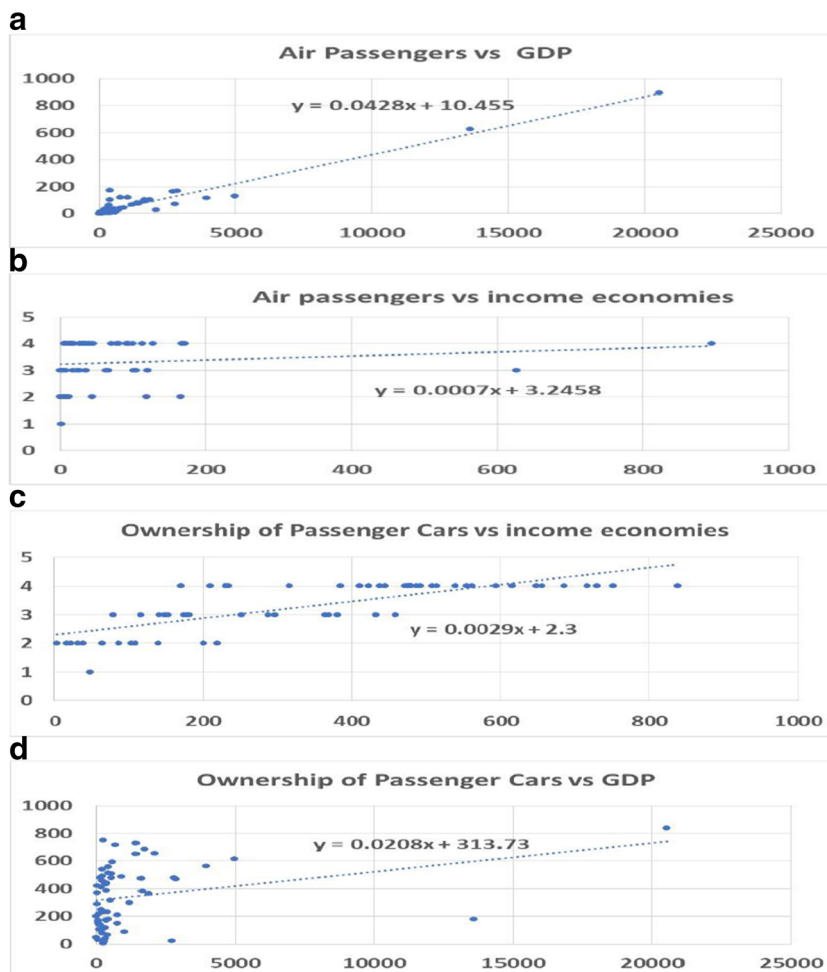 a
Air Passengers vs GDP
1000
800
600
400
200
0
y = 0.0428x + 10.455
0 5000 10000 15000 20000 25000
b
Air passengers vs income economies
5
4
3
2
1
0
y = 0.0007x + 3.2458
0 200 400 600 800 1000
c
Ownership of Passenger Cars vs income economies
5
4
3
2
1
0
y = 0.0029x + 2.3
0 200 400 600 800 1000
d
Ownership of Passenger Cars vs GDP
1000
800
600
400
200
0
y = 0.0208x + 313.73
0 5000 10000 15000 20000 25000